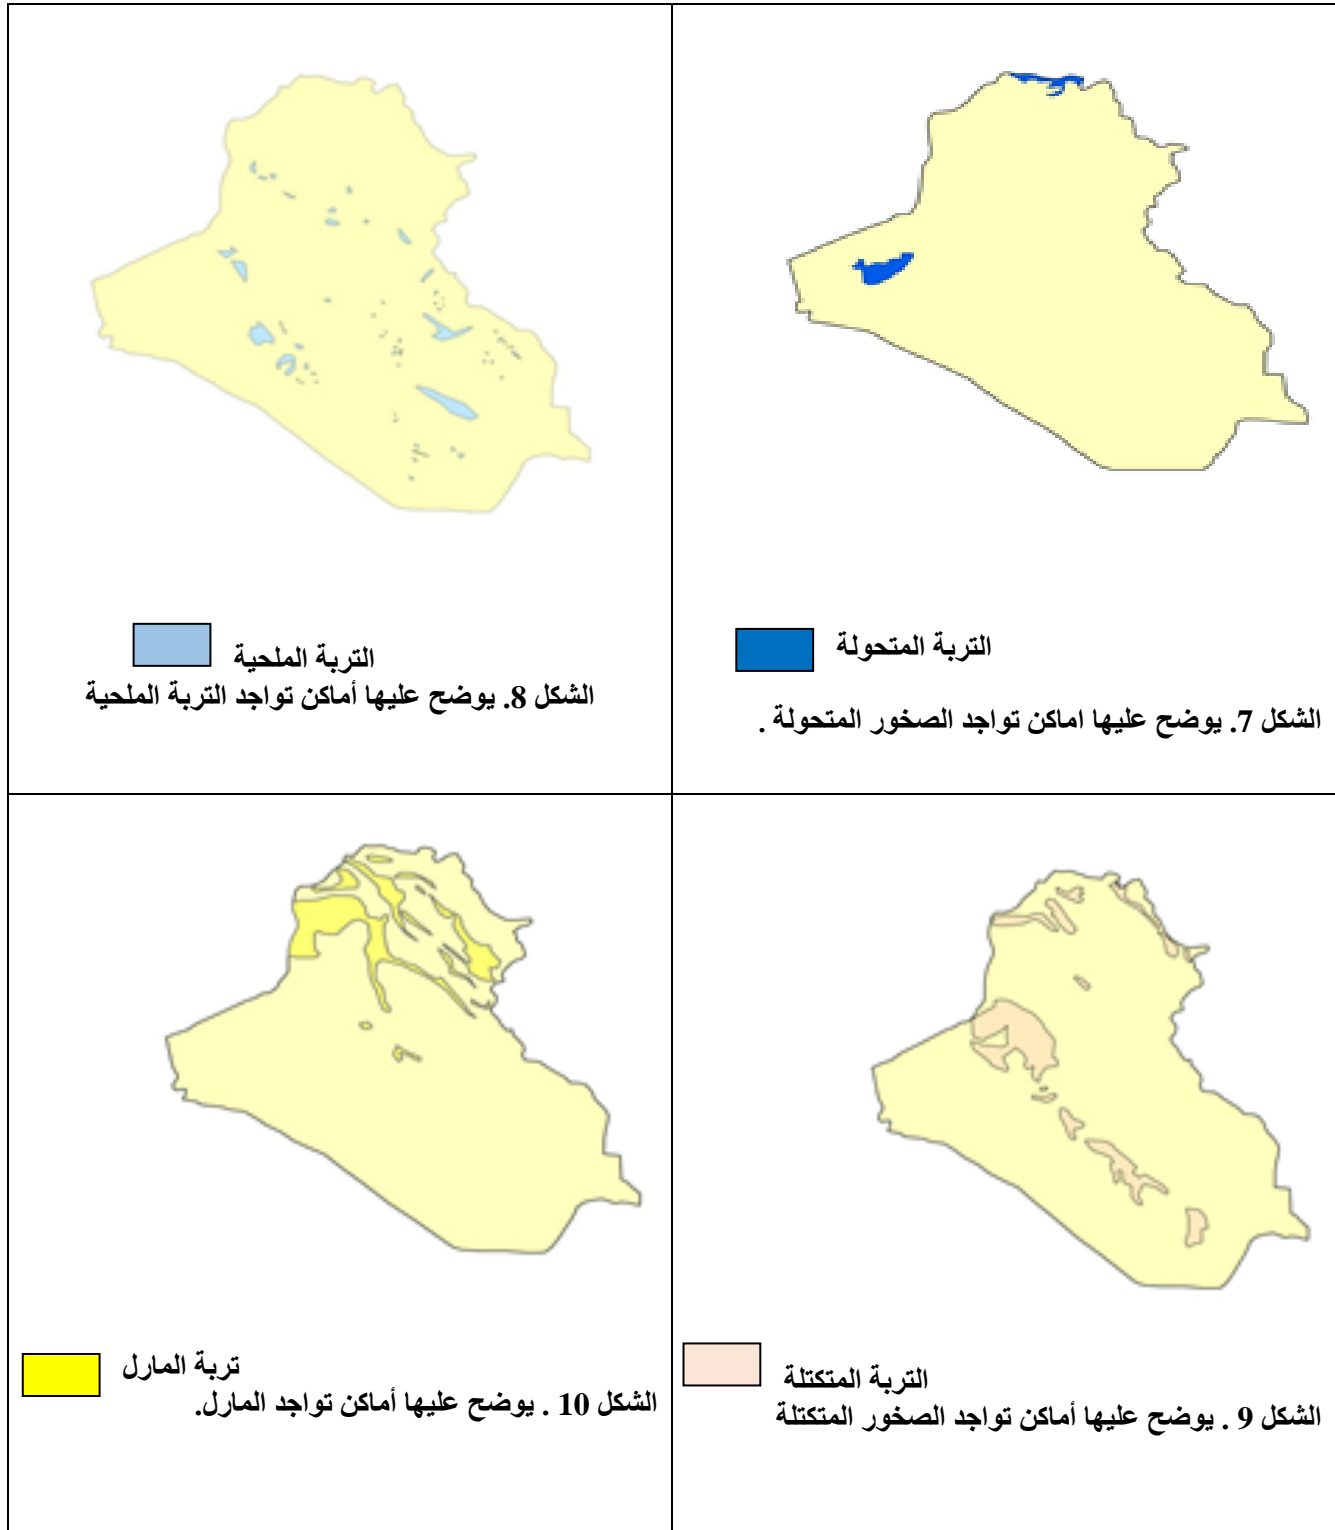 التربة المتحولة
الشكل 7. يوضح عليها اماكن تواجد الصخور المتحولة .
التربة الملحية
الشكل 8. يوضح عليها أماكن تواجد التربة الملحية
التربة المتكتلة
الشكل 9 . يوضح عليها أماكن تواجد الصخور المتكتلة
تربة المارل
الشكل 10 . يوضح عليها أماكن تواجد المارل.